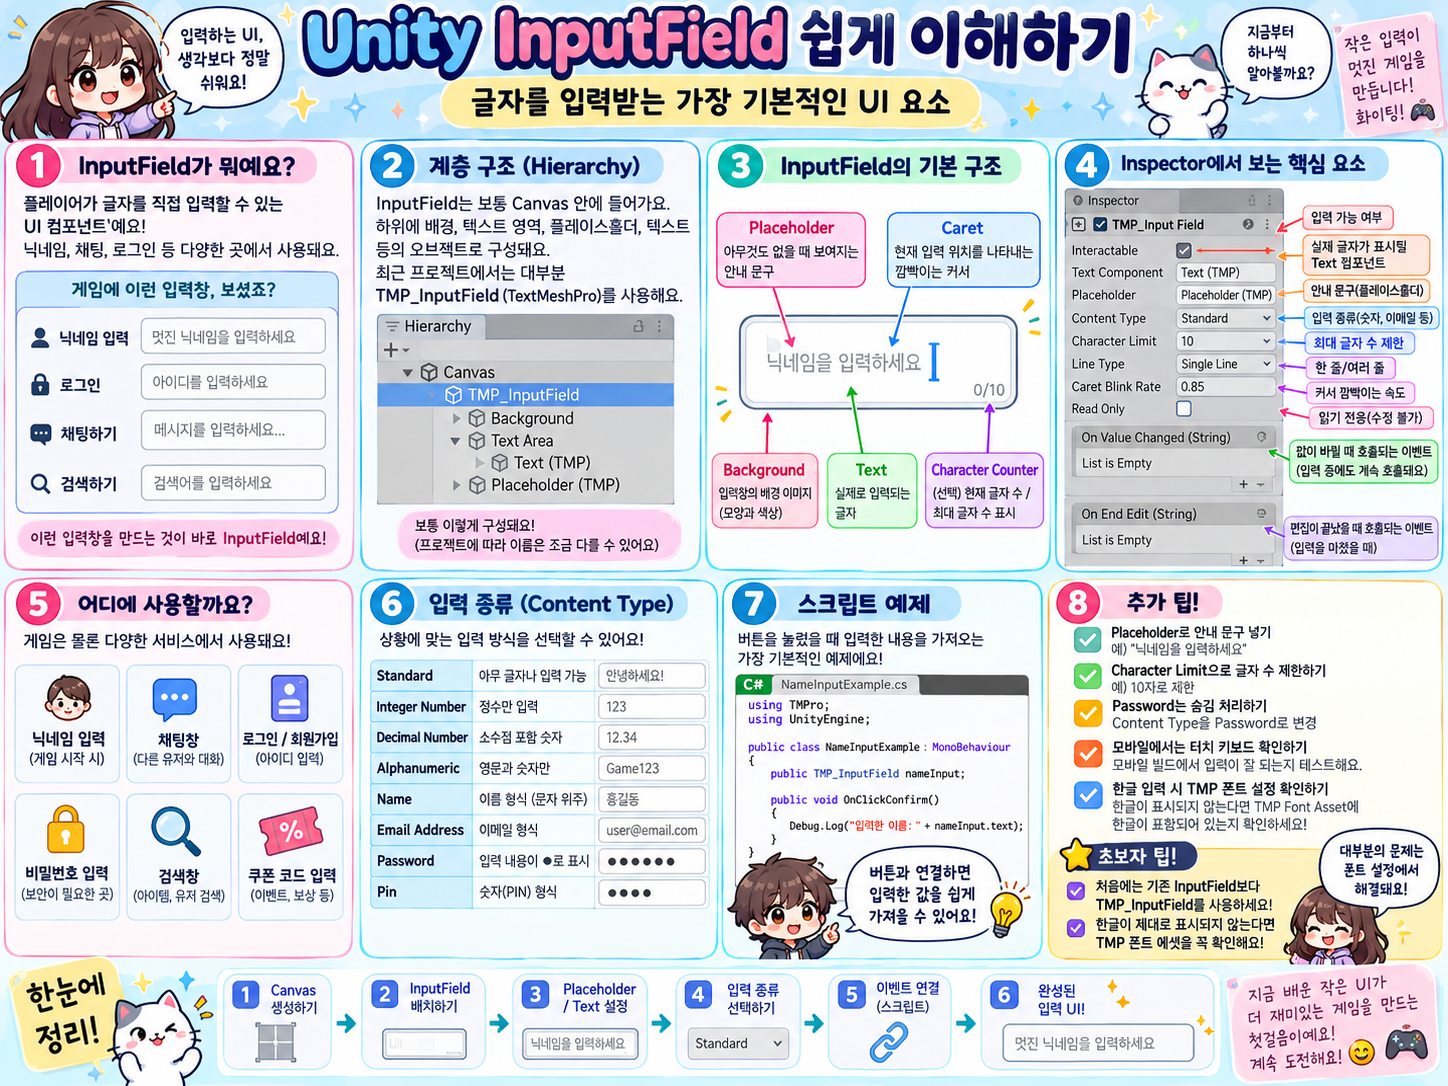 입력하는 UI,
생각보다 정말
쉬워요!
Unity InputField 쉽게 이해하기
글자를 입력받는 가장 기본적인 UI 요소
지금부터
하나씩
알아볼까요?
작은 입력이
멋진 게임을
만듭니다!
화이팅!
1 InputField가 뭐예요?
플레이어가 글자를 직접 입력할 수 있는
UI 컴포넌트'예요!
닉네임, 채팅, 로그인 등 다양한 곳에서 사용돼요.
게임에 이런 입력창, 보셨죠?
닉네임 입력 멋진 닉네임을 입력하세요
로그인 아이디를 입력하세요
채팅하기 메시지를 입력하세요...
검색하기 검색어를 입력하세요
이런 입력창을 만드는 것이 바로 InputField예요!
2 계층 구조 (Hierarchy)
InputField는 보통 Canvas 안에 들어가요.
하위에 배경, 텍스트 영역, 플레이스홀더, 텍스트
등의 오브젝트로 구성돼요.
최근 프로젝트에서는 대부분
TMP_InputField (TextMeshPro)를 사용해요.
Hierarchy
Canvas
TMP_InputField
Background
Text Area
Text (TMP)
Placeholder (TMP)
보통 이렇게 구성돼요!
(프로젝트에 따라 이름은 조금 다를 수 있어요)
3 InputField의 기본 구조
Placeholder
아무것도 없을 때 보여지는
안내 문구
Caret
현재 입력 위치를 나타내는
깜빡이는 커서
닉네임을 입력하세요
0/10
Background
입력창의 배경 이미지
(모양과 색상)
Text
실제로 입력되는
글자
Character Counter
(선택) 현재 글자 수 /
최대 글자 수 표시
4 Inspector에서 보는 핵심 요소
Inspector
TMP_Input Field
Interactable
Text Component Text (TMP)
Placeholder Placeholder (TMP)
Content Type Standard
Character Limit 10
Line Type Single Line
Caret Blink Rate 0.85
Read Only
On Value Changed (String)
List is Empty
On End Edit (String)
List is Empty
입력 가능 여부
실제 글자가 표시될
Text 컴포넌트
안내 문구(플레이스홀더)
입력 종류(숫자, 이메일 등)
최대 글자 수 제한
한 줄/여러 줄
커서 깜빡이는 속도
읽기 전용(수정 불가)
값이 바뀔 때 호출되는 이벤트
(입력 중에도 계속 호출돼요)
편집이 끝났을 때 호출되는 이벤트
(입력을 마쳤을 때)
5 어디에 사용할까요?
게임은 물론 다양한 서비스에서 사용돼요!
닉네임 입력
(게임 시작 시)
채팅창
(다른 유저와 대화)
로그인 / 회원가입
(아이디 입력)
비밀번호 입력
(보안이 필요한 곳)
검색창
(아이템, 유저 검색)
쿠폰 코드 입력
(이벤트, 보상 등)
6 입력 종류 (Content Type)
상황에 맞는 입력 방식을 선택할 수 있어요!
Standard 아무 글자나 입력 가능 안녕하세요!
Integer Number 정수만 입력 123
Decimal Number 소수점 포함 숫자 12.34
Alphanumeric 영문과 숫자만 Game123
Name 이름 형식 (문자 위주) 홍길동
Email Address 이메일 형식 user@email.com
Password 입력 내용이 ●로 표시 ●●●●●●
Pin 숫자(PIN) 형식 ●●●●
7 스크립트 예제
버튼을 눌렀을 때 입력한 내용을 가져오는
가장 기본적인 예제에요!
C# NameInputExample.cs
using TMPro;
using UnityEngine;
public class NameInputExample : MonoBehaviour
{
public TMP_InputField nameInput;
public void OnClickConfirm()
{
Debug.Log("입력한 이름: " + nameInput.text);
}
}
버튼과 연결하면
입력한 값을 쉽게
가져올 수 있어요!
8 추가 팁!
Placeholder로 안내 문구 넣기
예) "닉네임을 입력하세요"
Character Limit으로 글자 수 제한하기
예) 10자로 제한
Password는 숨김 처리하기
Content Type을 Password로 변경
모바일에서는 터치 키보드 확인하기
모바일 빌드에서 입력이 잘 되는지 테스트해요.
한글 입력 시 TMP 폰트 설정 확인하기
한글이 표시되지 않는다면 TMP Font Asset에
한글이 포함되어 있는지 확인하세요!
초보자 팁!
처음에는 기존 InputField보다
TMP_InputField를 사용하세요!
한글이 제대로 표시되지 않는다면
TMP 폰트 에셋을 꼭 확인해요!
대부분의 문제는
폰트 설정에서
해결돼요!
한눈에
정리!
1 Canvas
생성하기
2 InputField
배치하기
3 Placeholder
/ Text 설정
닉네임을 입력하세요
4 입력 종류
선택하기
Standard
5 이벤트 연결
(스크립트)
6 완성된
입력 UI!
멋진 닉네임을 입력하세요
지금 배운 작은 UI가
더 재미있는 게임을 만드는
첫걸음이예요!
계속 도전해요!